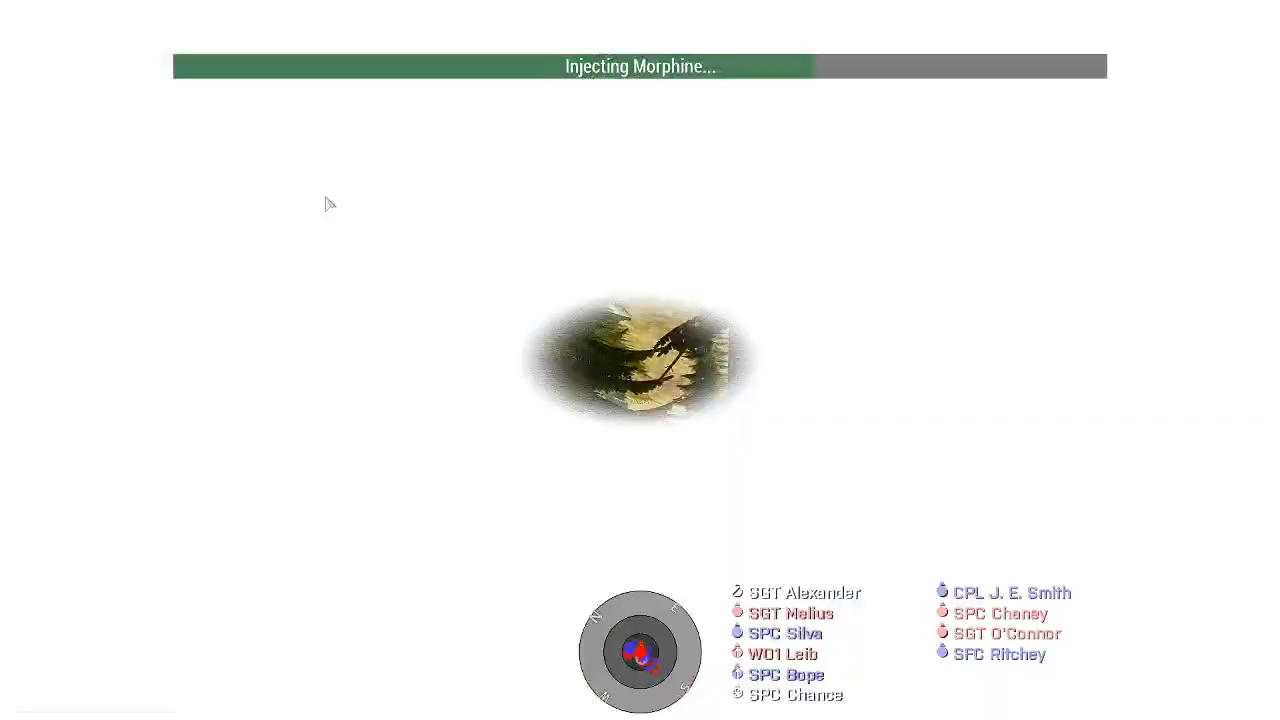 Injecting Morphine...
N
E
W
S
SGT Alexander
SGT Melius
SPC Silva
WO1 Leib
SPC Bope
SPC Chance
CPL J. E. Smith
SPC Chaney
SGT O'Connor
SFC Ritchey